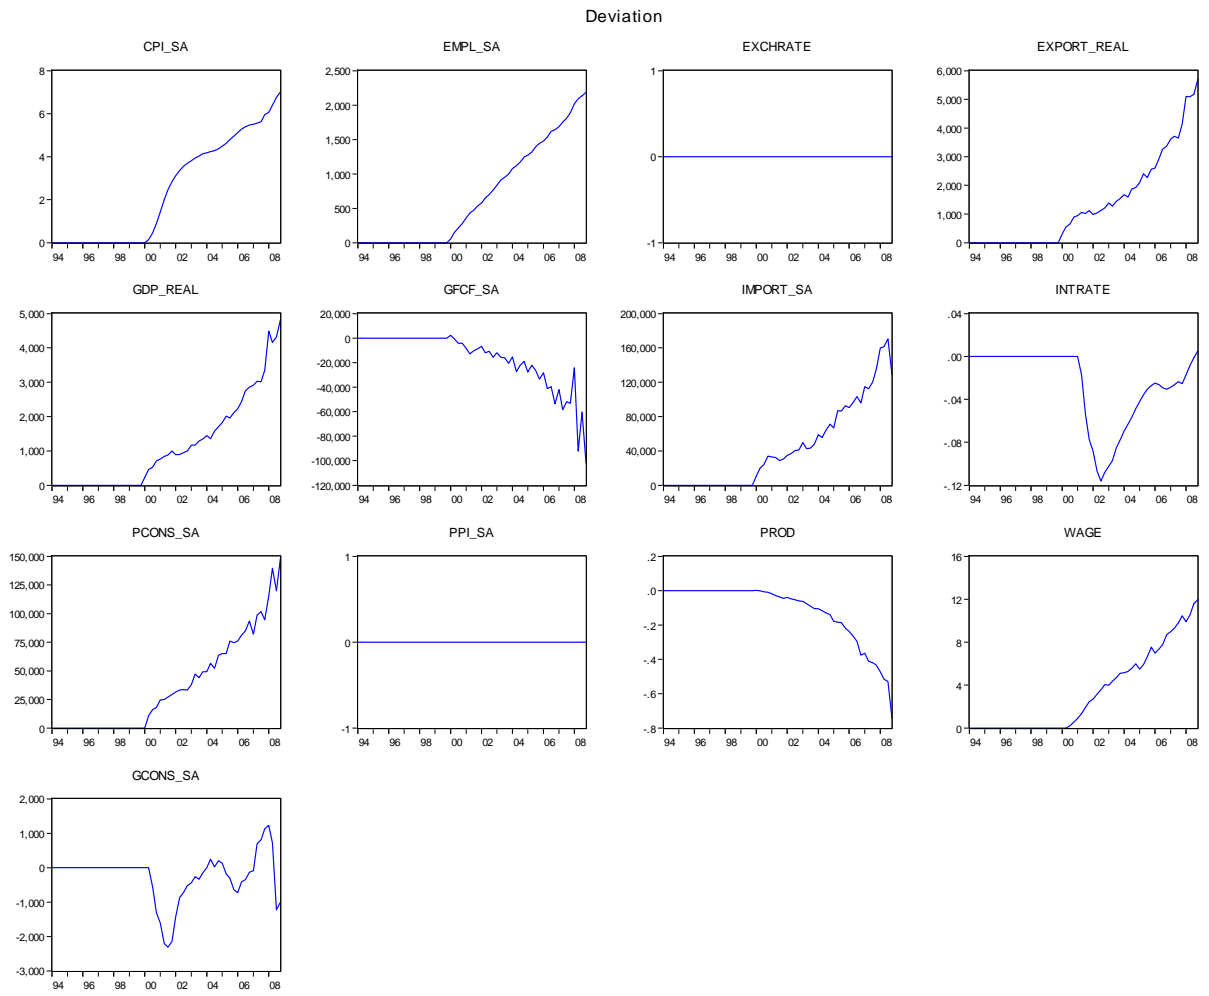 Deviation
CPI_SA
8
6
4
2
0
94 96 98 00 02 04 06 08
EMPL_SA
2,500
2,000
1,500
1,000
500
0
94 96 98 00 02 04 06 08
EXCHRATE
1
0
-1
94 96 98 00 02 04 06 08
EXPORT_REAL
6,000
5,000
4,000
3,000
2,000
1,000
0
94 96 98 00 02 04 06 08
GDP_REAL
5,000
4,000
3,000
2,000
1,000
0
94 96 98 00 02 04 06 08
GFCF_SA
20,000
0
-20,000
-40,000
-60,000
-80,000
-100,000
-120,000
94 96 98 00 02 04 06 08
IMPORT_SA
200,000
160,000
120,000
80,000
40,000
0
94 96 98 00 02 04 06 08
INTRATE
.04
.00
-.04
-.08
-.12
94 96 98 00 02 04 06 08
PCONS_SA
150,000
125,000
100,000
75,000
50,000
25,000
0
94 96 98 00 02 04 06 08
PPI_SA
1
0
-1
94 96 98 00 02 04 06 08
PROD
.2
.0
-.2
-.4
-.6
-.8
94 96 98 00 02 04 06 08
WAGE
16
12
8
4
0
94 96 98 00 02 04 06 08
GCONS_SA
2,000
1,000
0
-1,000
-2,000
-3,000
94 96 98 00 02 04 06 08